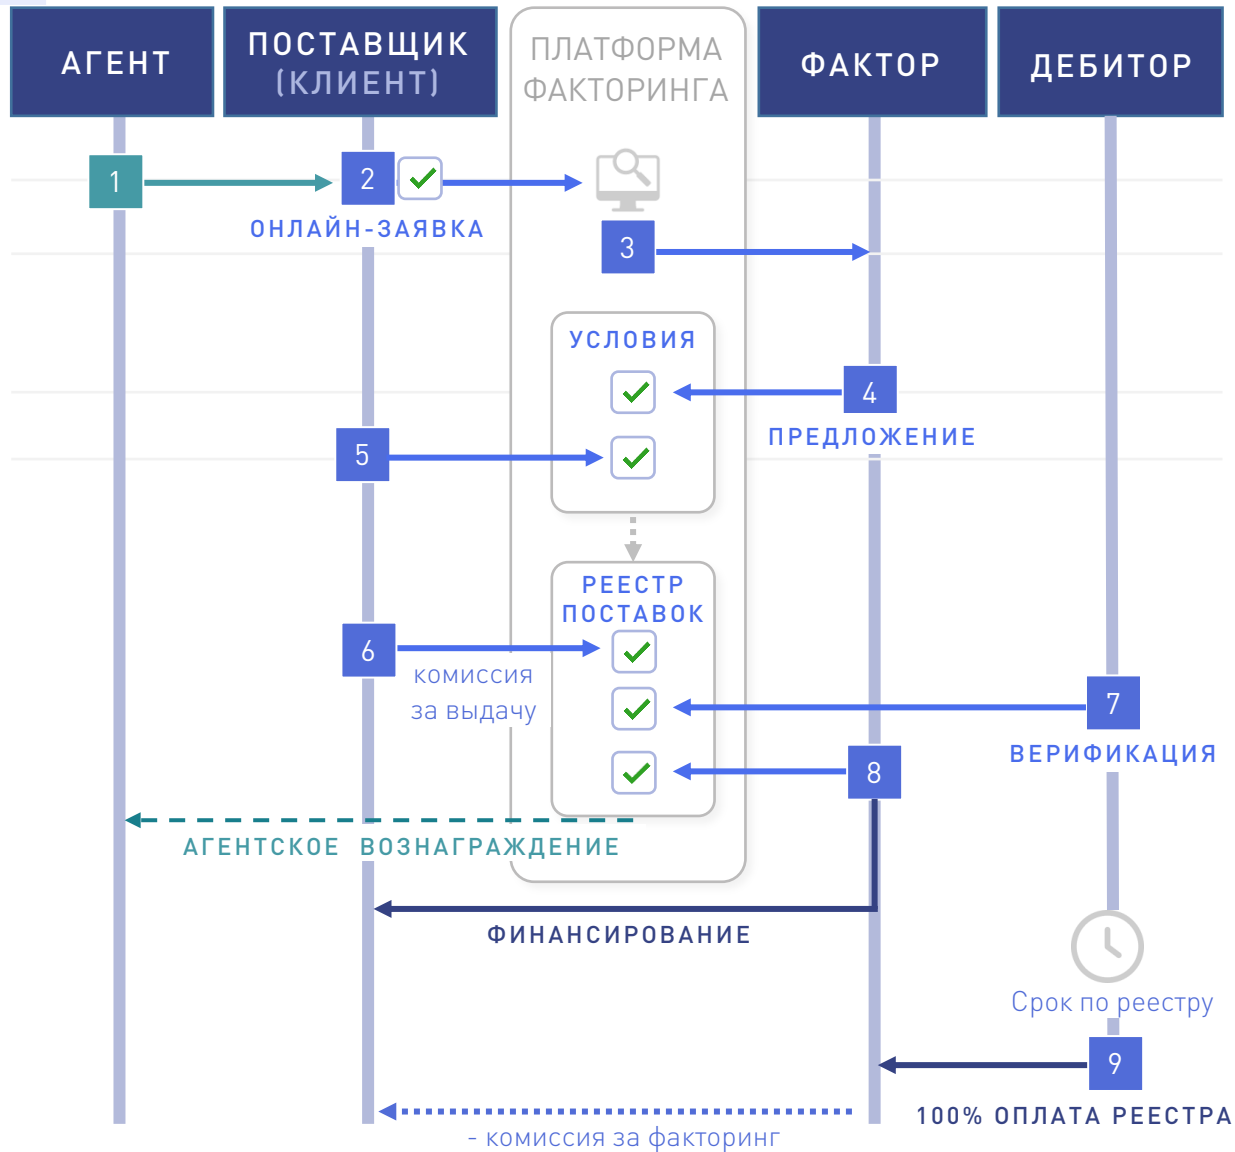 АГЕНТ
ПОСТАВЩИК
(КЛИЕНТ)
ПЛАТФОРМА
ФАКТОРИНГА
ФАКТОР
ДЕБИТОР
1
2
ОНЛАЙН-ЗАЯВКА
3
УСЛОВИЯ
4
ПРЕДЛОЖЕНИЕ
5
РЕЕСТР
ПОСТАВОК
6
комиссия
за выдачу
7
ВЕРИФИКАЦИЯ
8
АГЕНТСКОЕ ВОЗНАГРАЖДЕНИЕ
ФИНАНСИРОВАНИЕ
Срок по реестру
9
100% ОПЛАТА РЕЕСТРА
- комиссия за факторинг